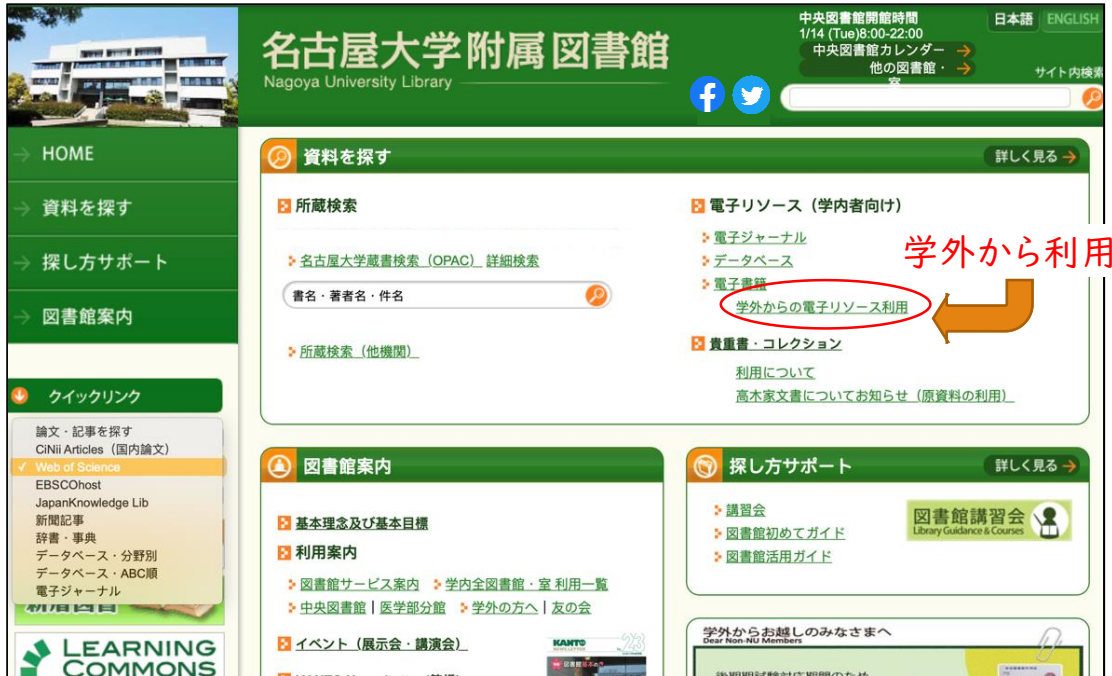 名古屋大学附属図書館
Nagoya University Library
中央図書館開館時間
1/14 (Tue)8:00-22:00
中央図書館カレンダー
他の図書館・室
日本語 ENGLISH
サイト内検索
HOME
資料を探す
探し方サポート
図書館案内
クイックリンク
論文・記事を探す
CiNii Articles（国内論文）
✓ Web of Science
EBSCOhost
JapanKnowledge Lib
新聞記事
辞書・事典
データベース・分野別
データベース・ABC順
電子ジャーナル
新着図書
LEARNING
COMMONS
資料を探す
詳しく見る
所蔵検索
名古屋大学蔵書検索（OPAC） 詳細検索
書名・著者名・件名
所蔵検索（他機関）
電子リソース（学内者向け）
電子ジャーナル
データベース
電子書籍
学外からの電子リソース利用
学外から利用
貴重書・コレクション
利用について
高木家文書についてお知らせ（原資料の利用）
図書館案内
基本理念及び基本目標
利用案内
図書館サービス案内 学内全図書館・室 利用一覧
中央図書館 | 医学部分館 学外の方へ | 友の会
イベント（展示会・講演会）
KANTO
23
探し方サポート
詳しく見る
講習会
図書館初めてガイド
図書館活用ガイド
図書館講習会
Library Guidance & Courses
学外からお越しのみなさまへ
Dear Non-NU Members
後期期試験対応期間のため